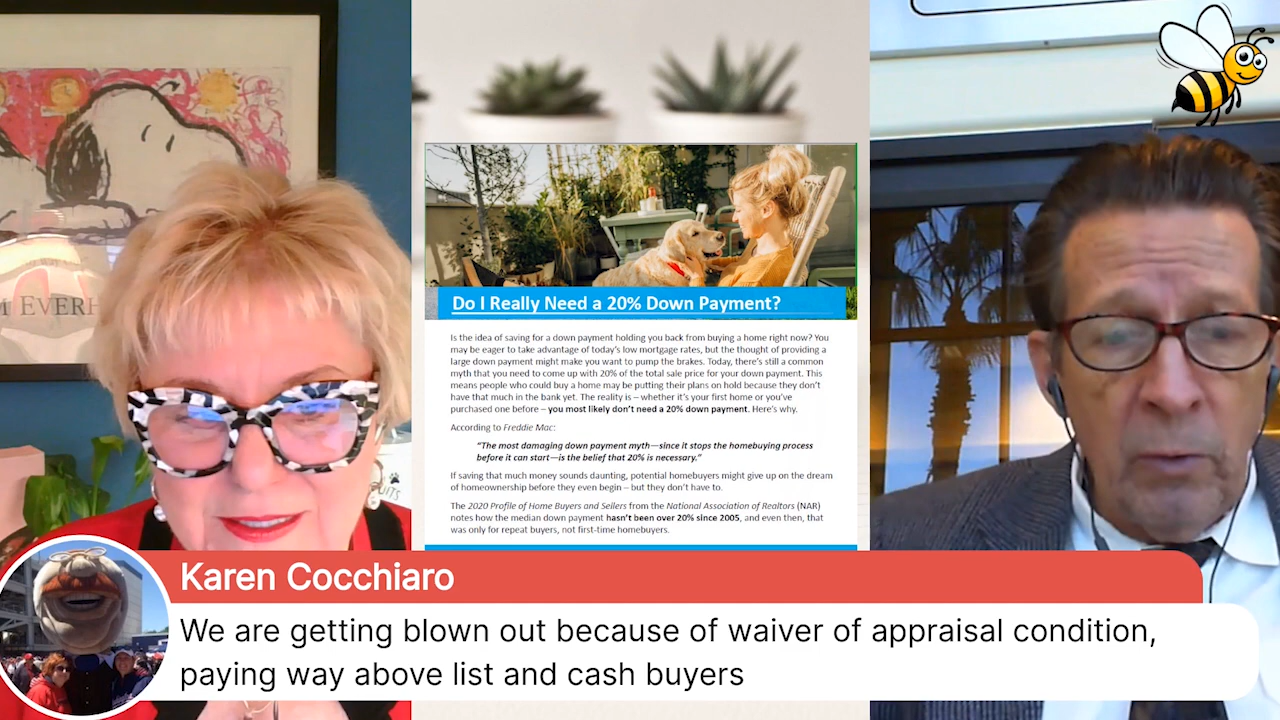 M EVERH
UNTS
Do I Really Need a 20% Down Payment?
Is the idea of saving for a down payment holding you back from buying a home right now? You
may be eager to take advantage of today's low mortgage rates, but the thought of providing a
large down payment might make you want to pump the brakes. Today, there's still a common
myth that you need to come up with 20% of the total sale price for your down payment. This
means people who could buy a home may be putting their plans on hold because they don't
have that much in the bank yet. The reality is – whether it's your first home or you've
purchased one before – you most likely don't need a 20% down payment. Here's why.
According to Freddie Mac:
"The most damaging down payment myth—since it stops the homebuying process
before it can start—is the belief that 20% is necessary."
If saving that much money sounds daunting, potential homebuyers might give up on the dream
of homeownership before they even begin – but they don't have to.
The 2020 Profile of Home Buyers and Sellers from the National Association of Realtors (NAR)
notes how the median down payment hasn't been over 20% since 2005, and even then, that
was only for repeat buyers, not first-time homebuyers.
Karen Cocchiaro
We are getting blown out because of waiver of appraisal condition,
paying way above list and cash buyers